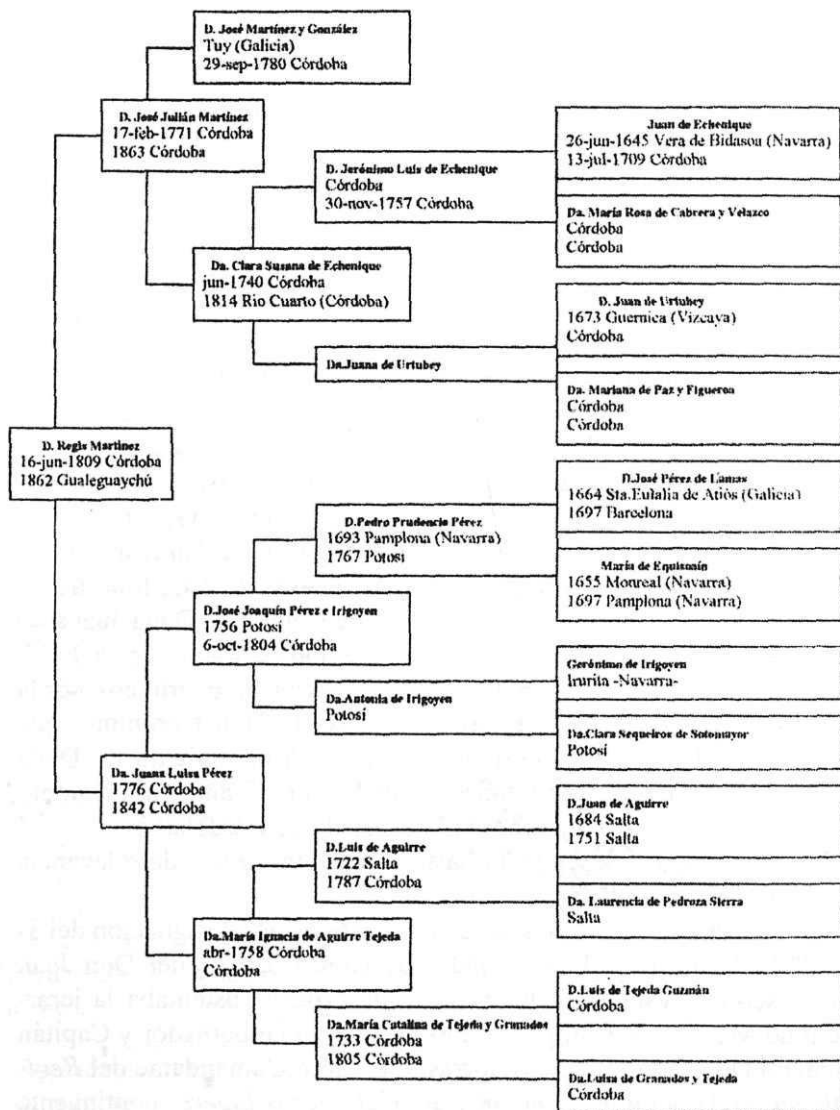 D. José Martínez y González
Tuy (Galicia)
29-sep-1780 Córdoba
D. José Julián Martínez
17-feb-1771 Córdoba
1863 Córdoba
Juan de Echenique
26-jun-1645 Vera de Bidasoa (Navarra)
13-jul-1709 Córdoba
D. Jerónimo Luis de Echenique
Córdoba
30-nov-1757 Córdoba
Da. María Rosa de Cabrera y Velazco
Córdoba
Córdoba
Da. Clara Susana de Echenique
jun-1740 Córdoba
1814 Río Cuarto (Córdoba)
D. Juan de Urtubey
1673 Guernica (Vizcaya)
Córdoba
Da.Juana de Urtubey
Da. Mariana de Paz y Figueroa
Córdoba
Córdoba
D. Regis Martínez
16-jun-1809 Córdoba
1862 Gualeguaychú
D.José Pérez de Lamas
1664 Sta.Eulalia de Atiós (Galicia)
1697 Barcelona
D.Pedro Prudencio Pérez
1693 Pamplona (Navarra)
1767 Potosí
María de Equisoaín
1655 Monreal (Navarra)
1697 Pamplona (Navarra)
D.José Joaquín Pérez e Irigoyen
1756 Potosí
6-oct-1804 Córdoba
Gerónimo de Irigoyen
Irurita -Navarra-
Da.Antonia de Irigoyen
Potosí
Da.Clara Sequeiros de Sotomayor
Potosí
Da. Juana Luisa Pérez
1776 Córdoba
1842 Córdoba
D.Juan de Aguirre
1684 Salta
1751 Salta
D.Luis de Aguirre
1722 Salta
1787 Córdoba
Da. Laurencia de Pedroza Sierra
Salta
Da.María Ignacia de Aguirre Tejeda
abr-1758 Córdoba
Córdoba
D.Luis de Tejeda Guzmán
Córdoba
Da.María Catalina de Tejeda y Granados
1733 Córdoba
1805 Córdoba
Da.Luisa de Granados y Tejeda
Córdoba